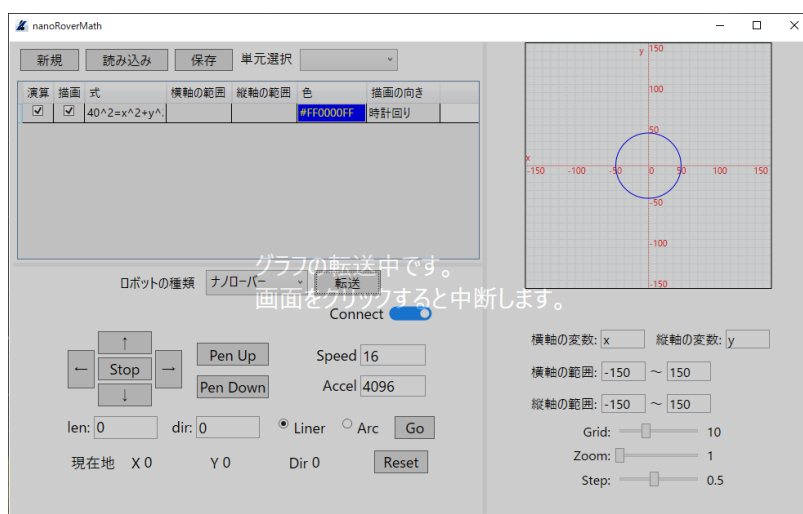 nanoRoverMath
新規 読み込み 保存 単元選択
演算 描画 式 横軸の範囲 縦軸の範囲 色 描画の向き
40^2=x^2+y^. #FF0000FF 時計回り
グラフの転送中です。
画面をクリックすると中断します。
ロボットの種類 ナノローバー 転送
Connect
↑
← Stop →
↓
Pen Up Speed 16
Pen Down Accel 4096
len: 0 dir: 0 Liner Arc Go
現在地 X 0 Y 0 Dir 0 Reset
y 150
100
50
x
-150 -100 -50 0 50 100 150
-50
-100
-150
横軸の変数: x 縦軸の変数: y
横軸の範囲: -150 ～ 150
縦軸の範囲: -150 ～ 150
Grid: 10
Zoom: 1
Step: 0.5